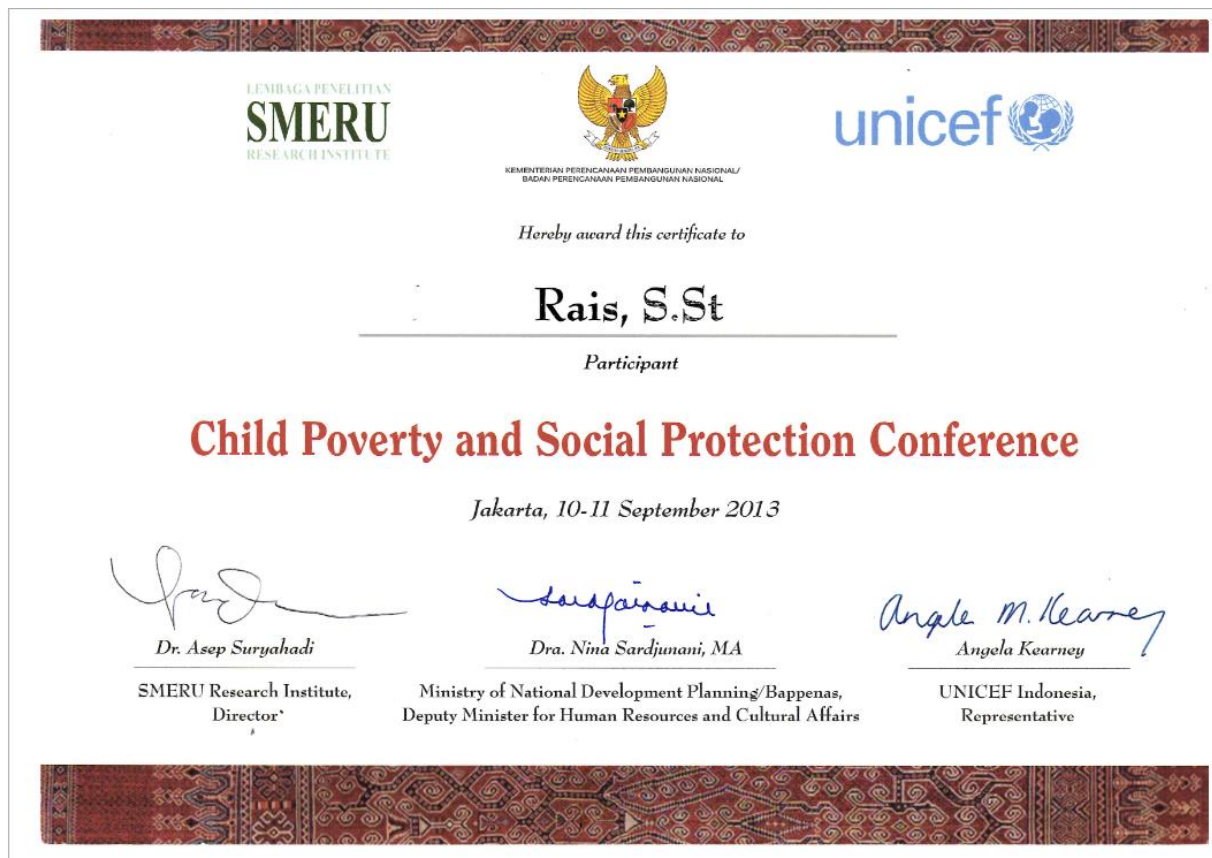 LEMBAGA PENELITIAN
SMERU
RESEARCH INSTITUTE
KEMENTERIAN PERENCANAAN PEMBANGUNAN NASIONAL/
BADAN PERENCANAAN PEMBANGUNAN NASIONAL
unicef
Hereby award this certificate to
Rais, S.St
Participant
Child Poverty and Social Protection Conference
Jakarta, 10-11 September 2013
Angela M. Kearney
Dr. Asep Suryahadi
Dra. Nina Sardjunani, MA
Angela Kearney
SMERU Research Institute,
Director
Ministry of National Development Planning/Bappenas,
Deputy Minister for Human Resources and Cultural Affairs
UNICEF Indonesia,
Representative